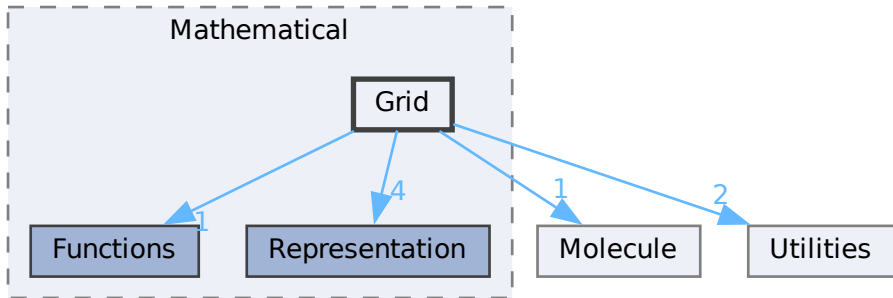 Mathematical
Grid
1
4
1
2
Functions
Representation
Molecule
Utilities